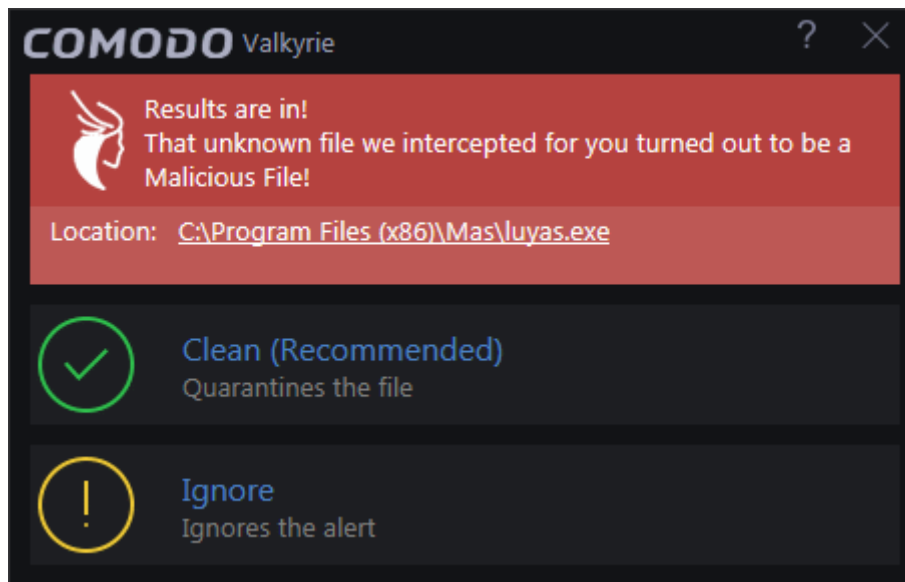 COMODO Valkyrie ?
Results are in!
That unknown file we intercepted for you turned out to be a
Malicious File!
Location: C:\Program Files (x86)\Mas\luyas.exe
Clean (Recommended)
Quarantines the file
Ignore
Ignores the alert